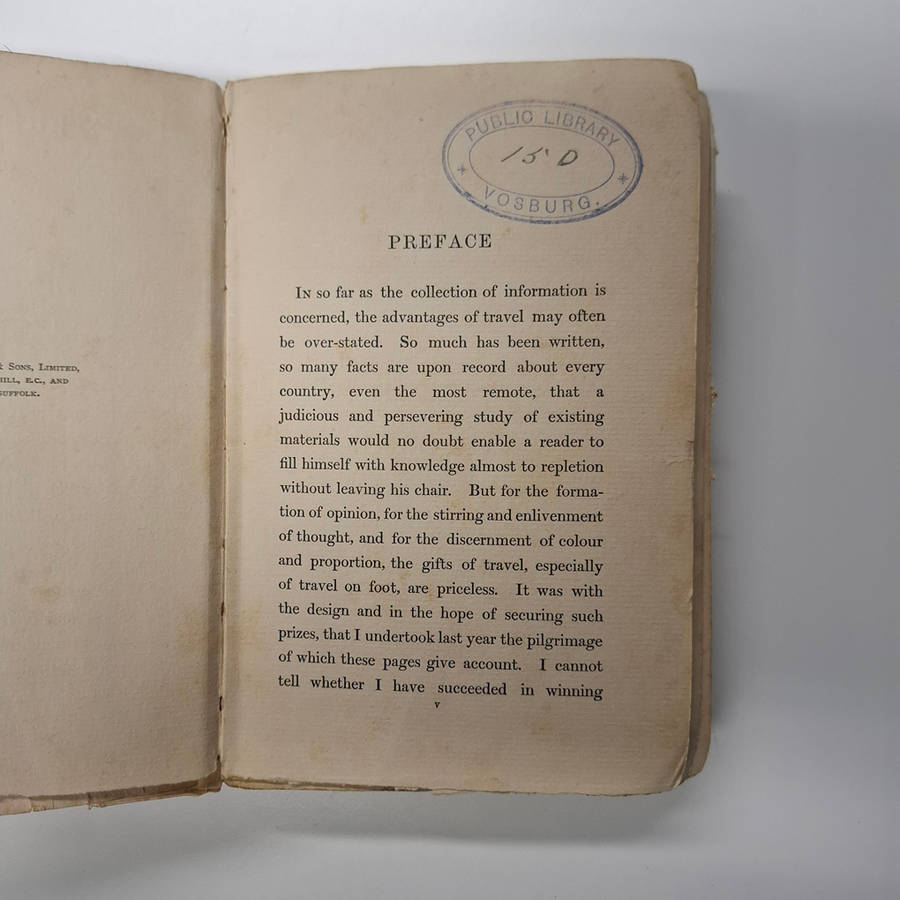 & SONS, LIMITED,
HILL, E.C., AND
SUFFOLK.
PUBLIC LIBRARY
15 D
* VOSBURG. *
PREFACE
IN so far as the collection of information is
concerned, the advantages of travel may often
be over-stated. So much has been written,
so many facts are upon record about every
country, even the most remote, that a
judicious and persevering study of existing
materials would no doubt enable a reader to
fill himself with knowledge almost to repletion
without leaving his chair. But for the forma-
tion of opinion, for the stirring and enlivenment
of thought, and for the discernment of colour
and proportion, the gifts of travel, especially
of travel on foot, are priceless. It was with
the design and in the hope of securing such
prizes, that I undertook last year the pilgrimage
of which these pages give account. I cannot
tell whether I have succeeded in winning
v